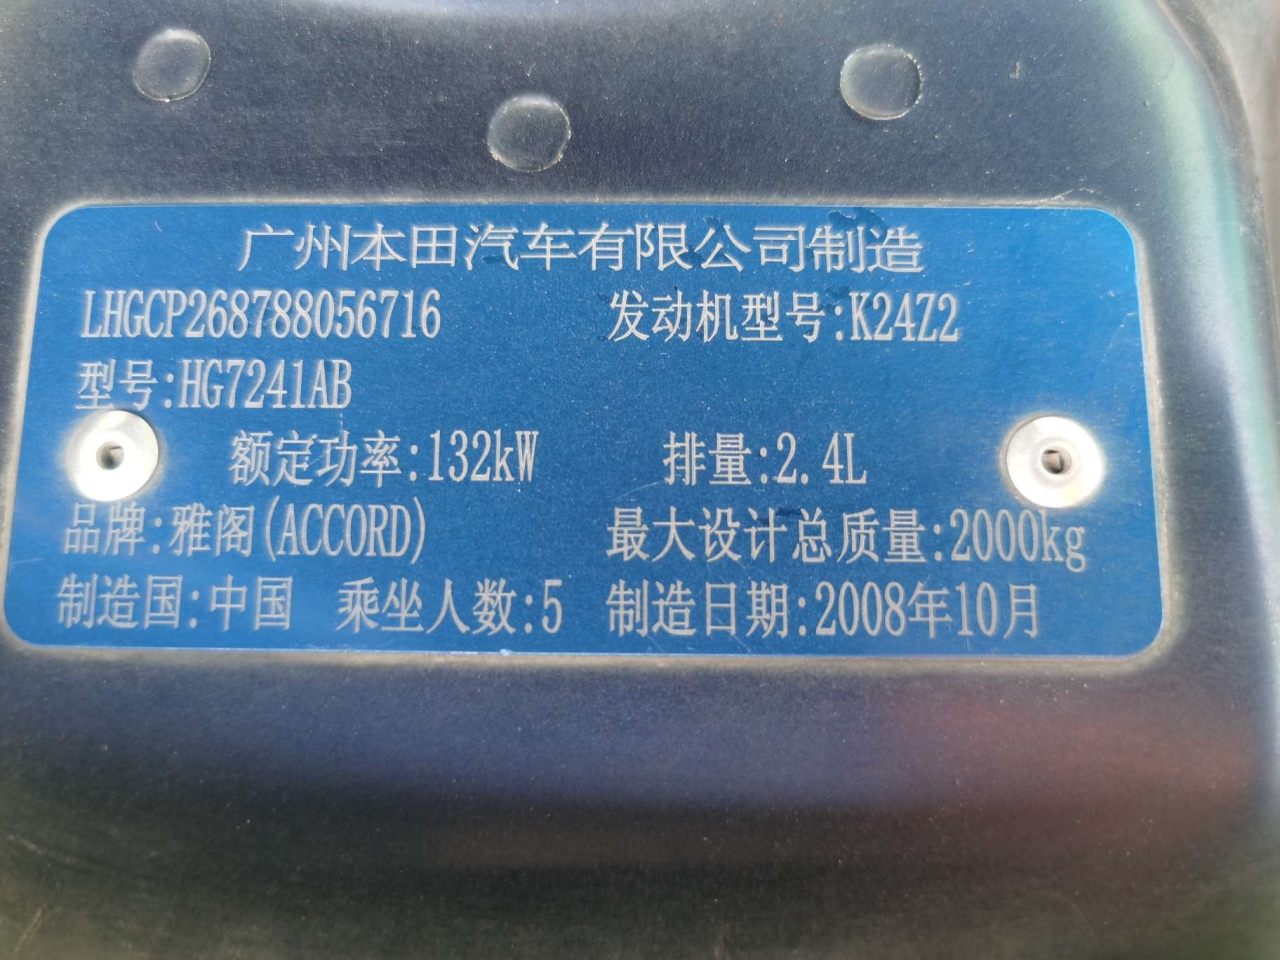 广州本田汽车有限公司制造
LHGCP268788056716 发动机型号:K24Z2
型号:HG7241AB
额定功率:132kW 排量:2.4L
品牌:雅阁(ACCORD) 最大设计总质量:2000kg
制造国:中国 乘坐人数:5 制造日期:2008年10月